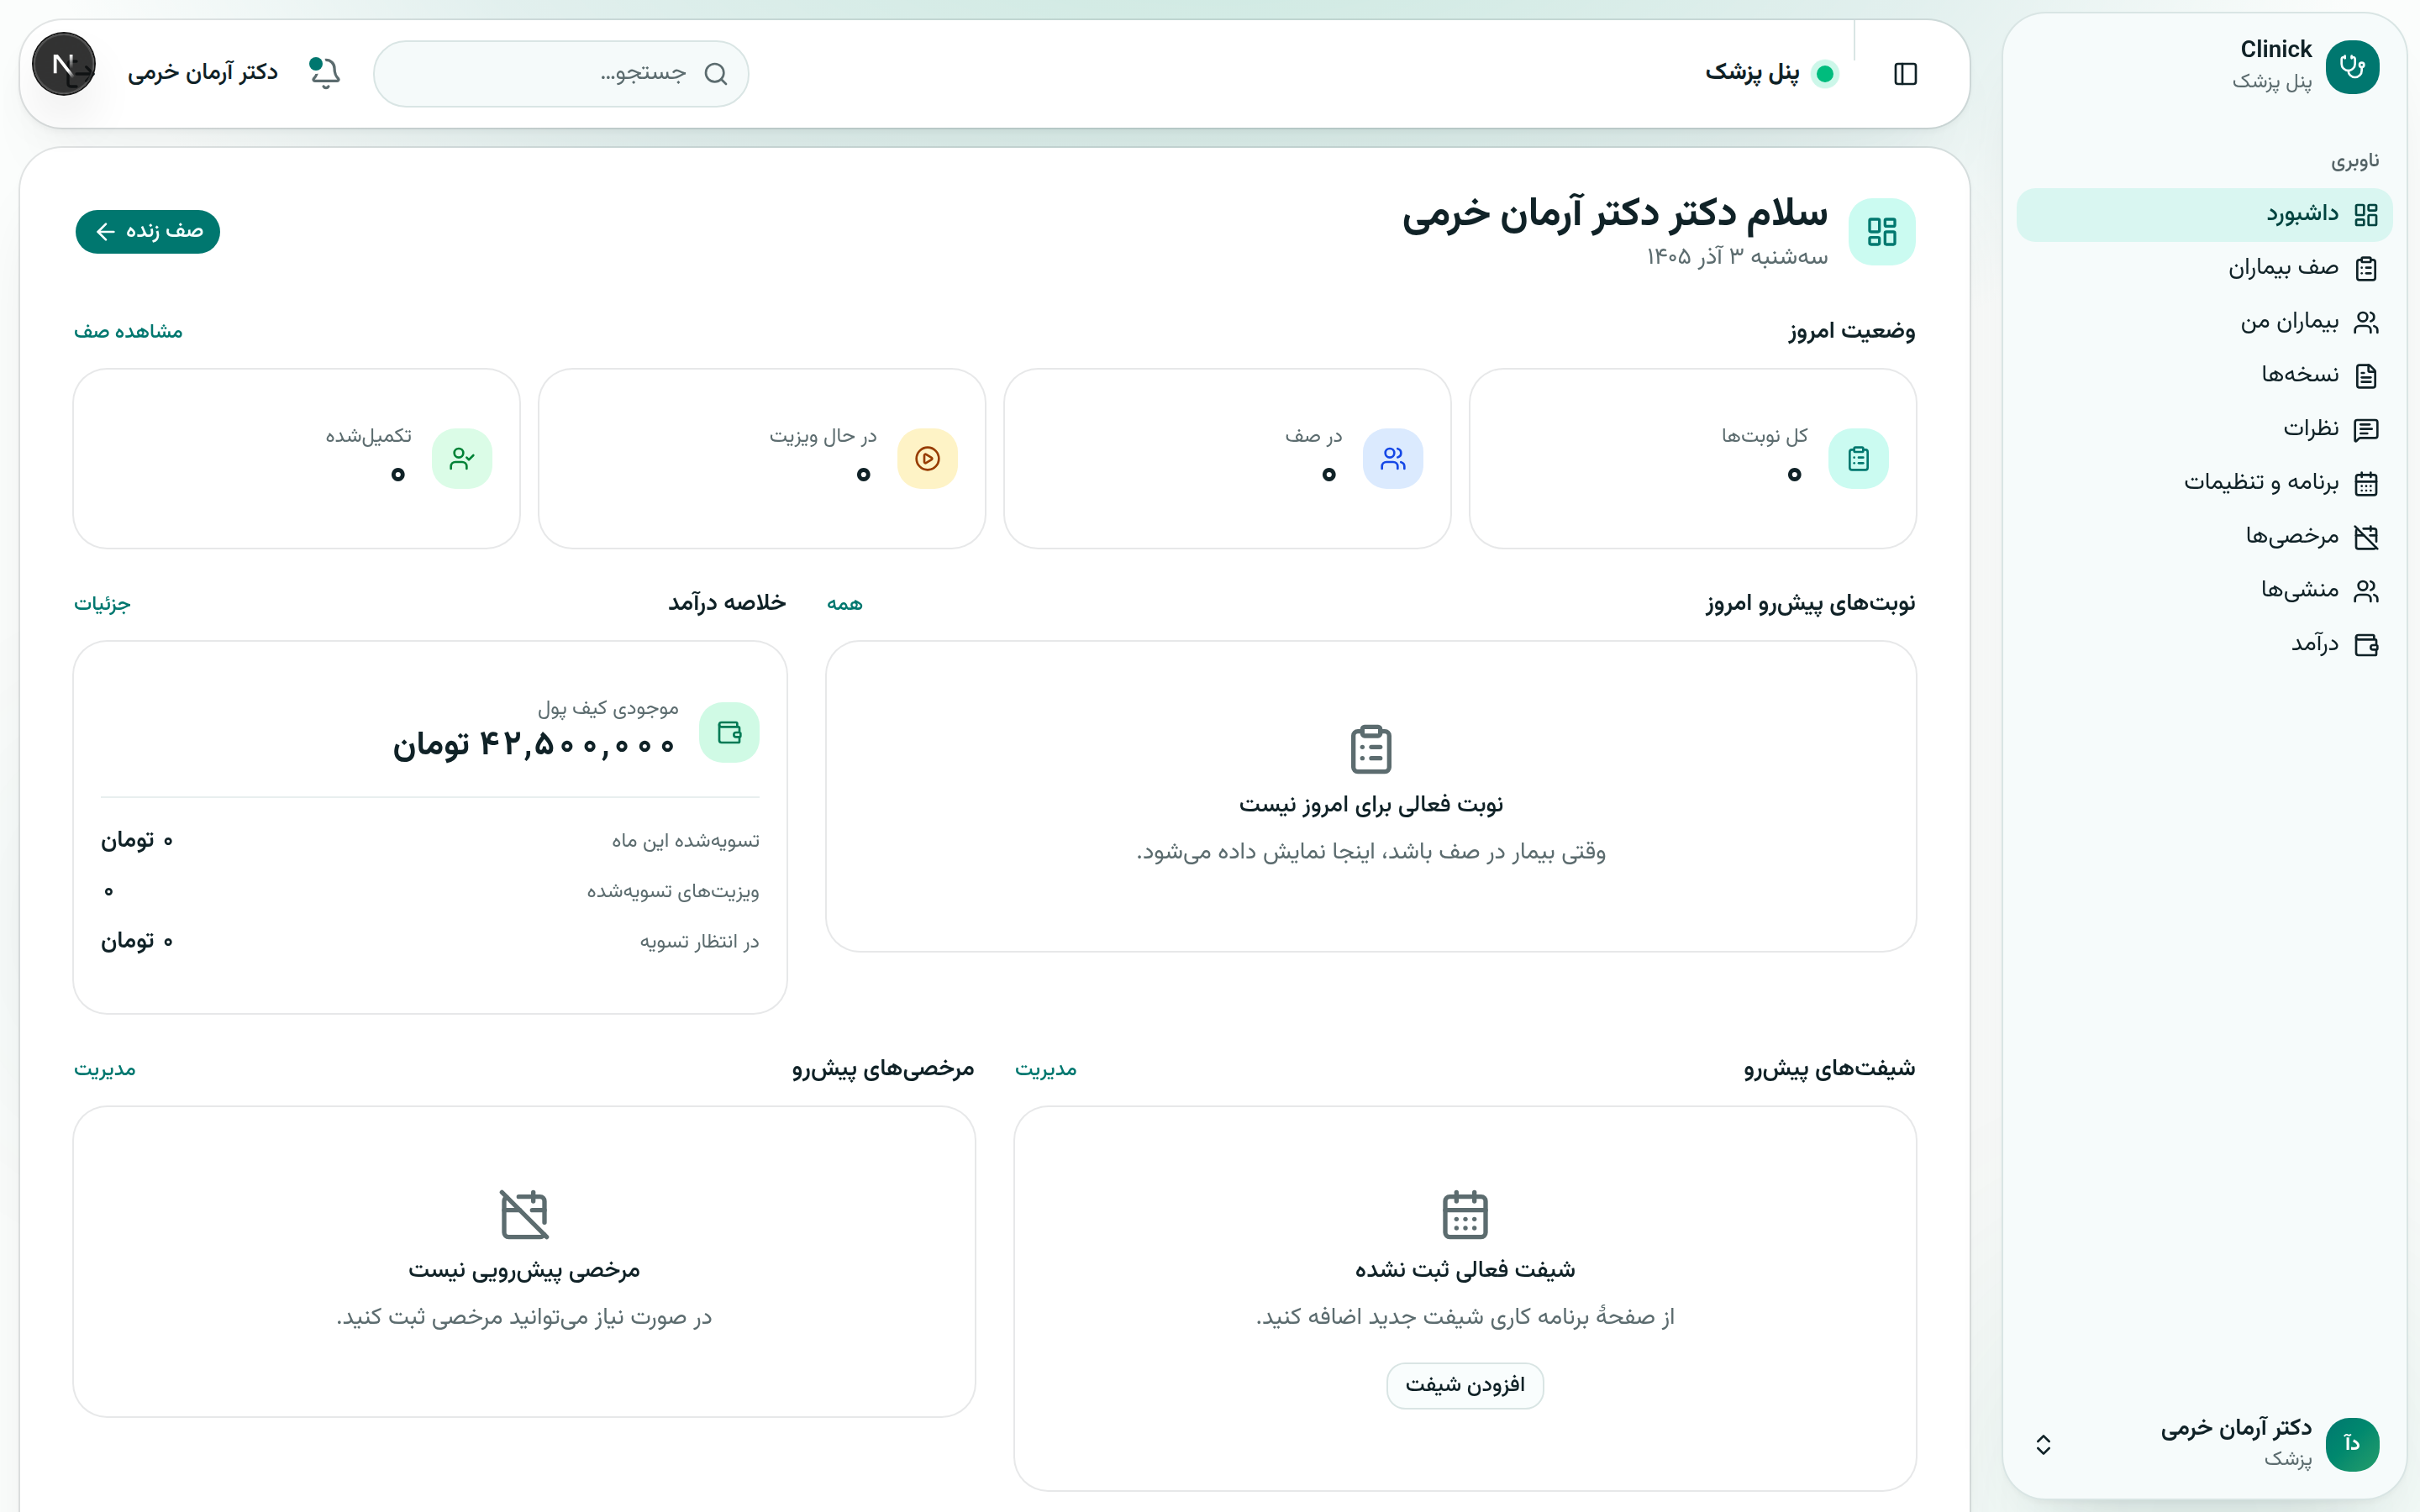 Clinick
پنل پزشک
ناوبری
داشبورد
صف بیماران
بیماران من
نسخه‌ها
نظرات
برنامه و تنظیمات
مرخصی‌ها
منشی‌ها
درآمد
دآ
دکتر آرمان خرمی
پزشک
پنل پزشک
جستجو...
دکتر آرمان خرمی
N
سلام دکتر دکتر آرمان خرمی
سه‌شنبه ۳ آذر ۱۴۰۵
صف زنده
وضعیت امروز
مشاهده صف
کل نوبت‌ها
۰
در صف
۰
در حال ویزیت
۰
تکمیل‌شده
۰
نوبت‌های پیش‌رو امروز
همه
نوبت فعالی برای امروز نیست
وقتی بیمار در صف باشد، اینجا نمایش داده می‌شود.
خلاصه درآمد
جزئیات
موجودی کیف پول
۴۲,۵۰۰,۰۰۰ تومان
تسویه‌شده این ماه
۰ تومان
ویزیت‌های تسویه‌شده
۰
در انتظار تسویه
۰ تومان
شیفت‌های پیش‌رو
مدیریت
شیفت فعالی ثبت نشده
از صفحهٔ برنامه کاری شیفت جدید اضافه کنید.
افزودن شیفت
مرخصی‌های پیش‌رو
مدیریت
مرخصی پیش‌رویی نیست
در صورت نیاز می‌توانید مرخصی ثبت کنید.